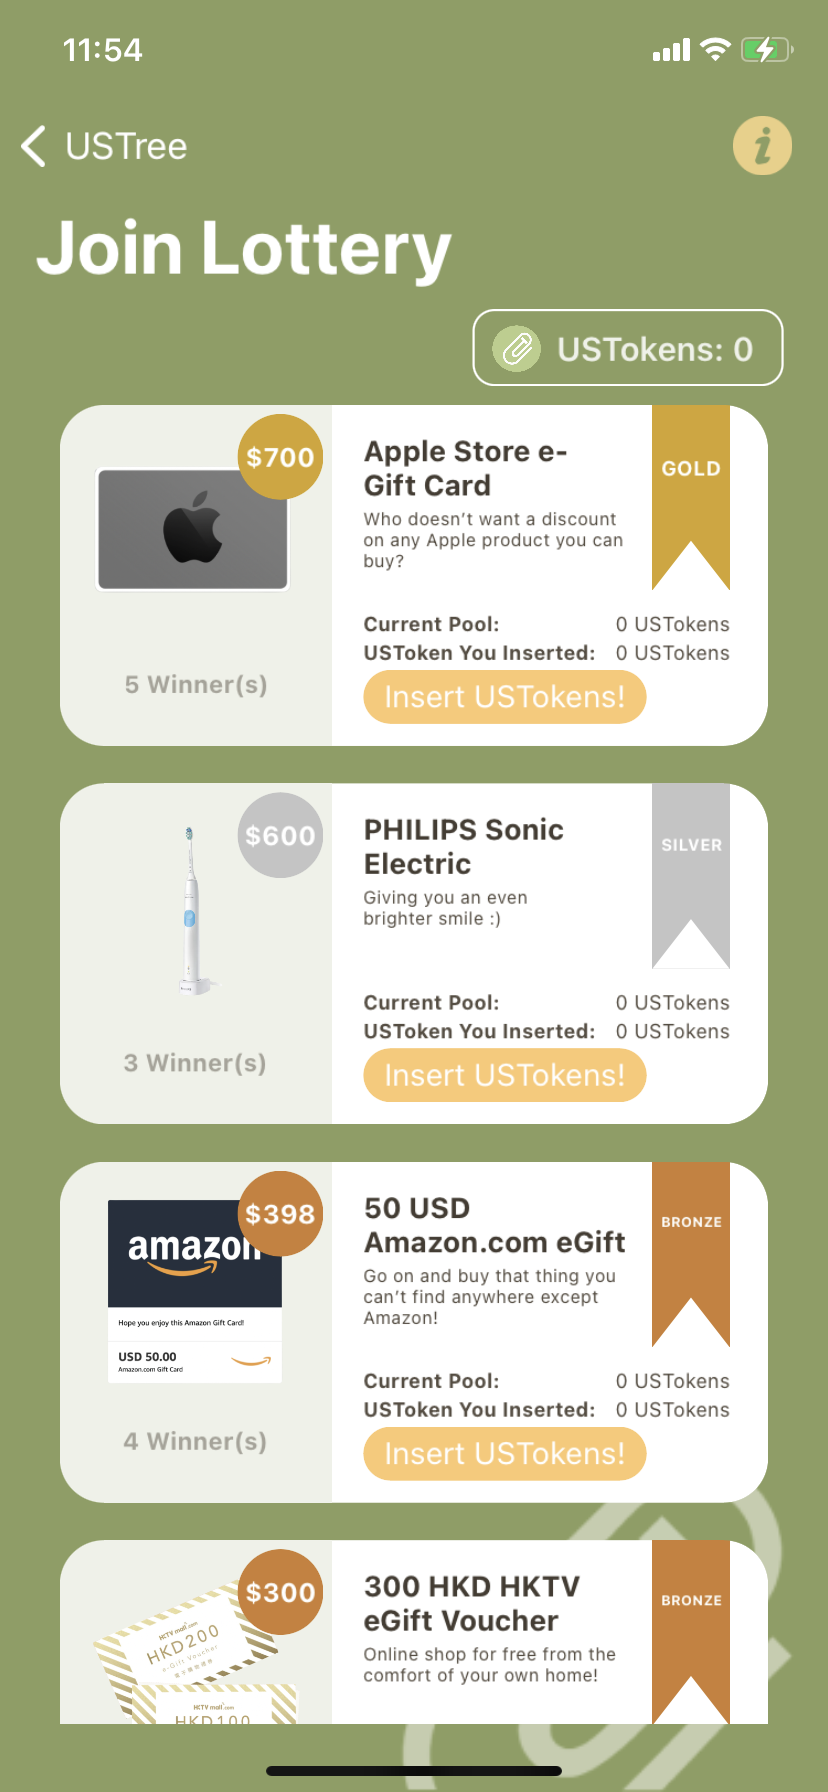 11:54
USTree
i
Join Lottery
USTokens: 0
$700
Apple Store e-
Gift Card
GOLD
Who doesn’t want a discount
on any Apple product you can
buy?
Current Pool: 0 USTokens
USToken You Inserted: 0 USTokens
5 Winner(s)
Insert USTokens!
$600
PHILIPS Sonic
Electric
SILVER
Giving you an even
brighter smile :)
Current Pool: 0 USTokens
USToken You Inserted: 0 USTokens
3 Winner(s)
Insert USTokens!
$398
amazon
Hope you enjoy this Amazon Gift Card!
USD 50.00
Amazon.com Gift Card
50 USD
Amazon.com eGift
BRONZE
Go on and buy that thing you
can’t find anywhere except
Amazon!
Current Pool: 0 USTokens
USToken You Inserted: 0 USTokens
4 Winner(s)
Insert USTokens!
$300
HKTV mall.com
HKD200
e-Gift Voucher
HKTV mall.com
HKD100
300 HKD HKTV
eGift Voucher
BRONZE
Online shop for free from the
comfort of your own home!